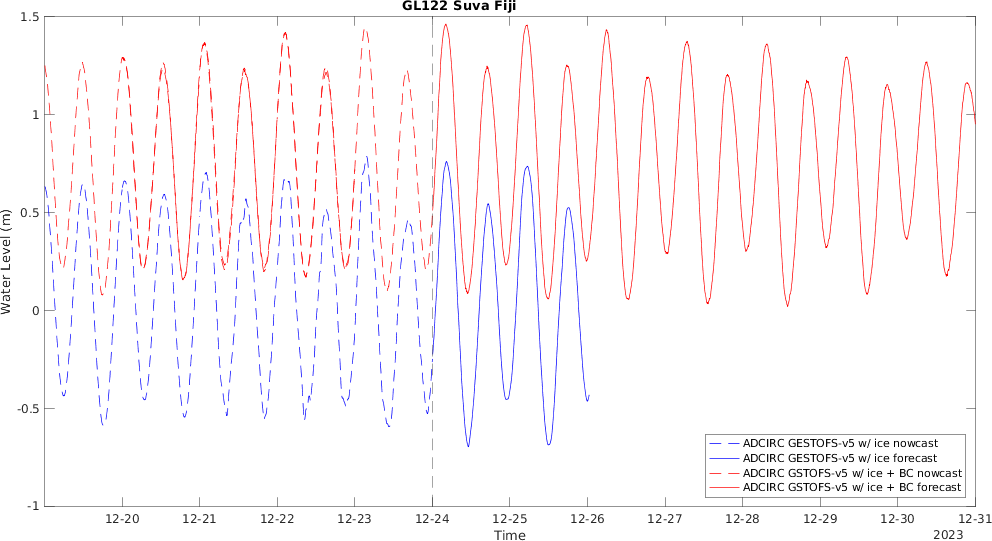 GL122 Suva Fiji
1.5
1
0.5
0
-0.5
-1
Water Level (m)
12-20 12-21 12-22 12-23 12-24 12-25 12-26 12-27 12-28 12-29 12-30 12-31
Time
2023
ADCIRC GESTOFS-v5 w/ ice nowcast
ADCIRC GESTOFS-v5 w/ ice forecast
ADCIRC GSTOFS-v5 w/ ice + BC nowcast
ADCIRC GSTOFS-v5 w/ ice + BC forecast